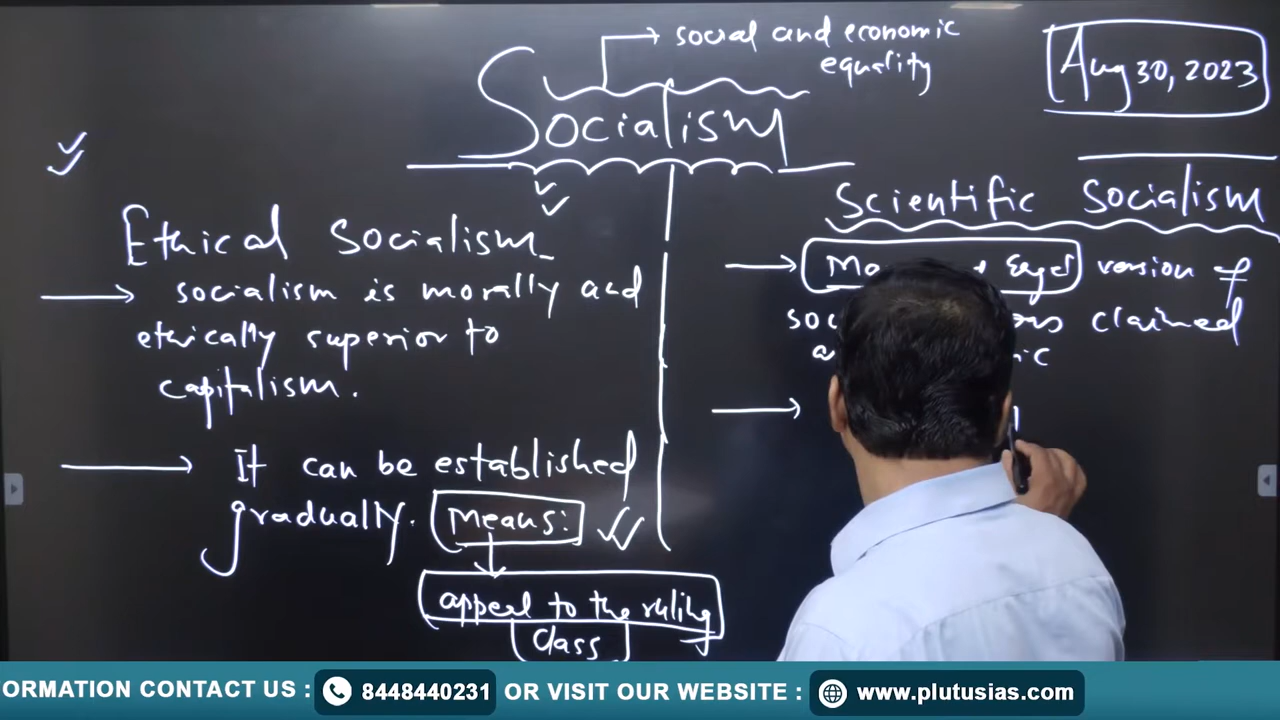 social and economic
equality
Aug 30, 2023
Socialism
Ethical Socialism
socialism is morally and
ethically superior to
capitalism.
It can be established
gradually. Means:
appeal to the ruling
class
Scientific Socialism
version of
claimed
ORMATION CONTACT US : 8448440231 OR VISIT OUR WEBSITE : www.plutusias.com